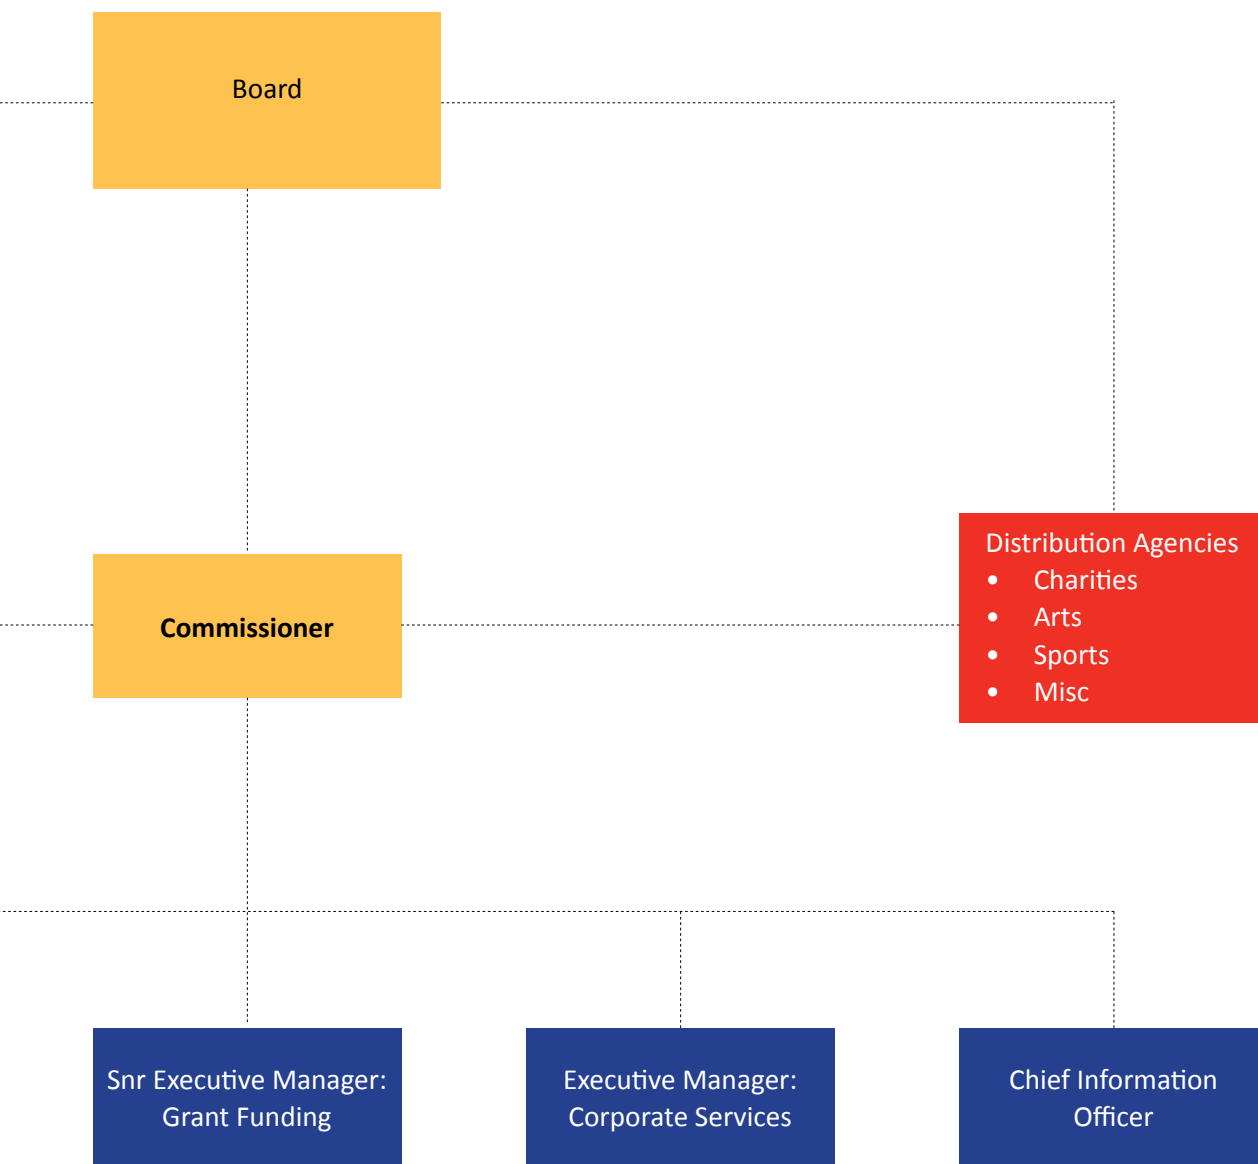 Board
Commissioner
Distribution Agencies
• Charities
• Arts
• Sports
• Misc
Snr Executive Manager:
Grant Funding
Executive Manager:
Corporate Services
Chief Information
Officer